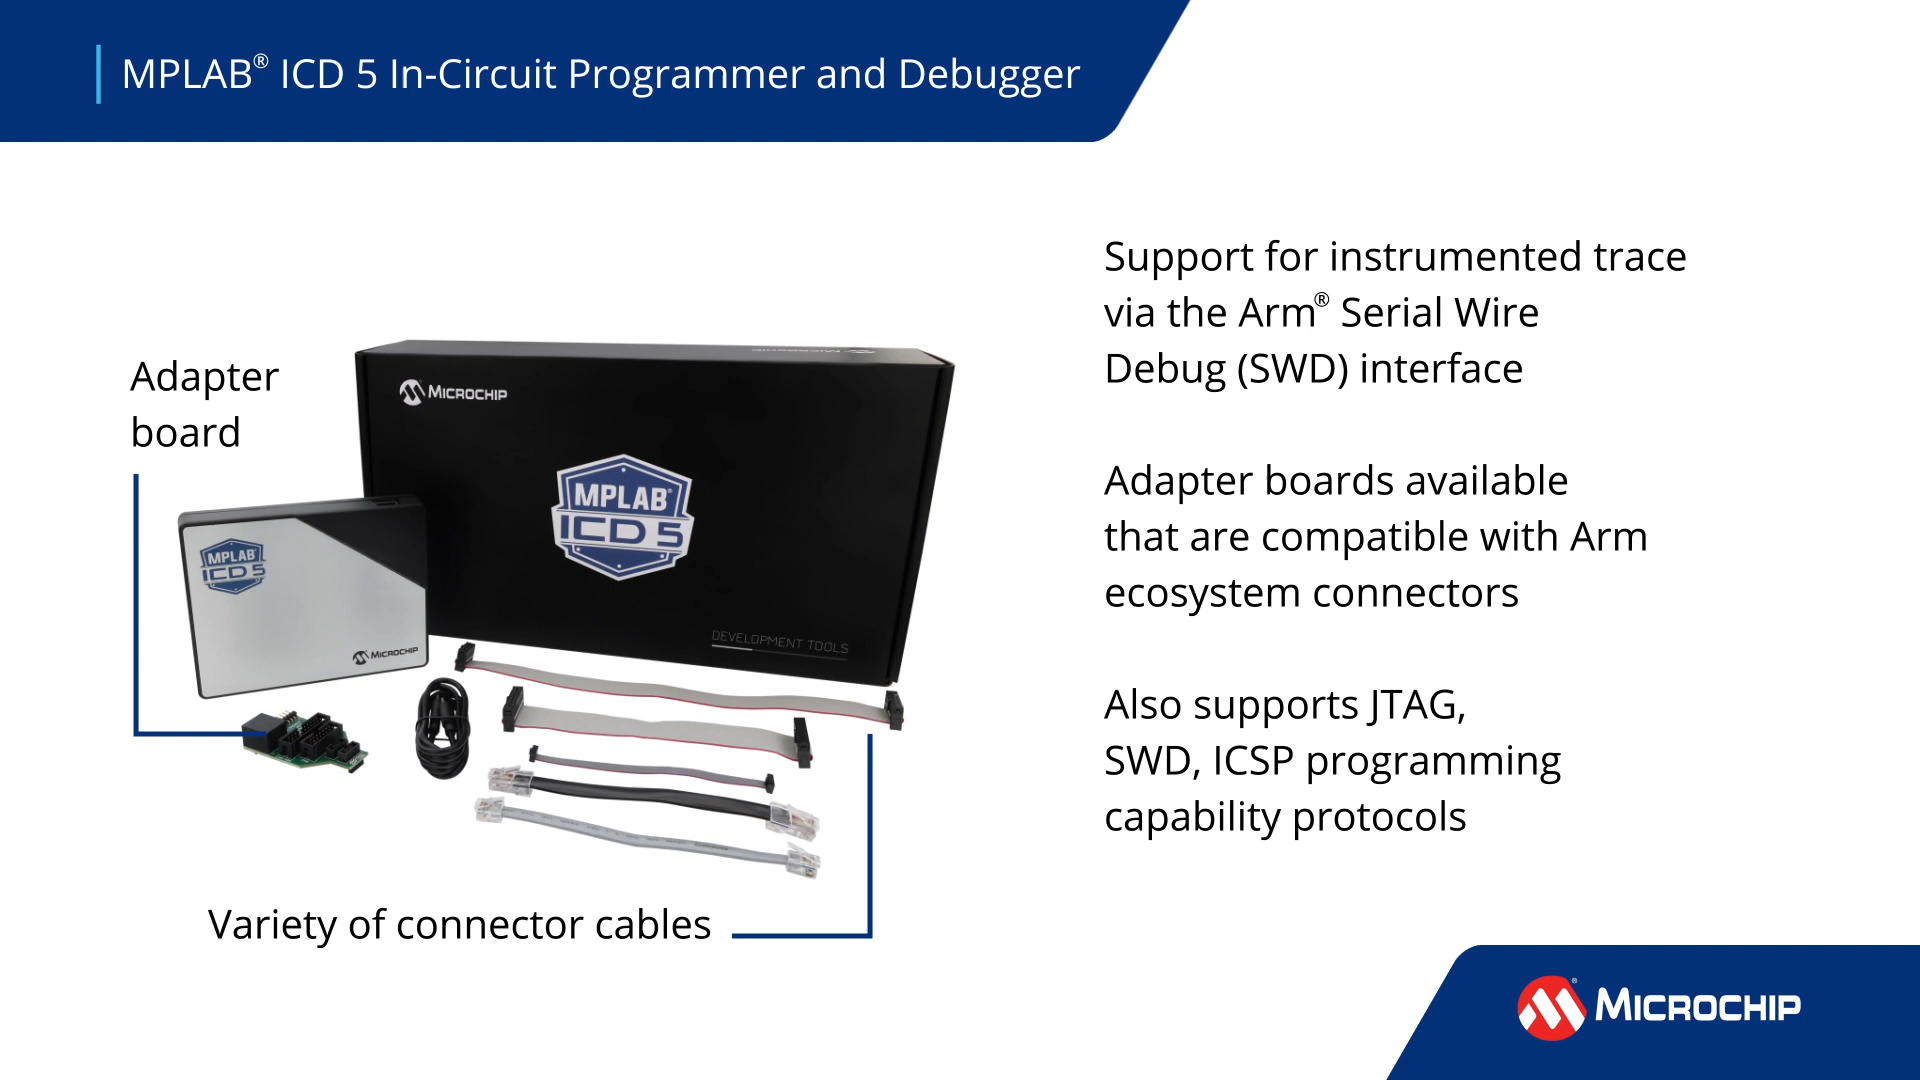 MPLAB® ICD 5 In-Circuit Programmer and Debugger
Support for instrumented trace
via the Arm® Serial Wire
Debug (SWD) interface
Adapter boards available
that are compatible with Arm
ecosystem connectors
Also supports JTAG,
SWD, ICSP programming
capability protocols
Adapter
board
MICROCHIP
MPLAB®
ICD 5
DEVELOPMENT TOOLS
MPLAB®
ICD 5
MICROCHIP
Variety of connector cables
MICROCHIP